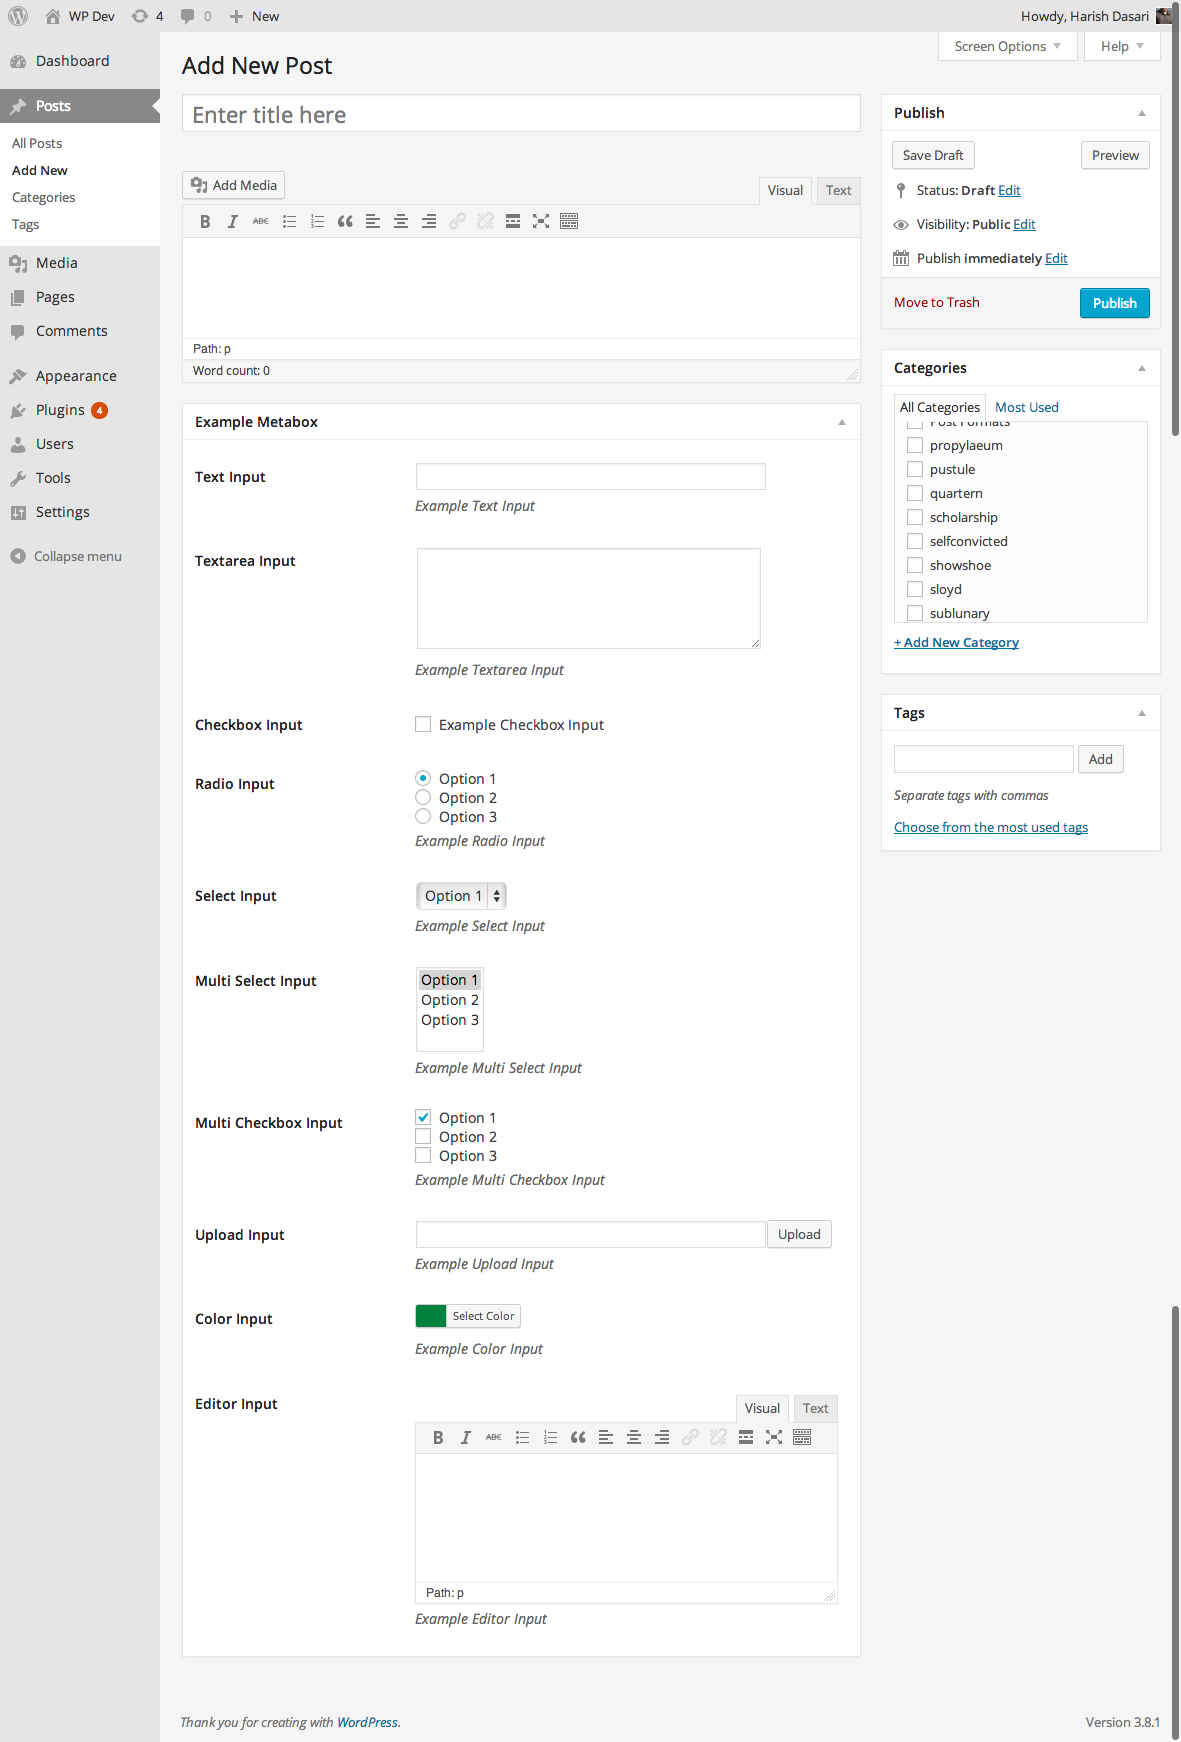 WP Dev 4 0 New Howdy, Harish Dasari
Screen Options Help
Dashboard
Posts
All Posts
Add New
Categories
Tags
Media
Pages
Comments
Appearance
Plugins 4
Users
Tools
Settings
Collapse menu
Add New Post
Enter title here
Add Media
Visual Text
B I ABC
Path: p
Word count: 0
Example Metabox
Text Input
Example Text Input
Textarea Input
Example Textarea Input
Checkbox Input
Example Checkbox Input
Radio Input
Option 1
Option 2
Option 3
Example Radio Input
Select Input
Option 1
Example Select Input
Multi Select Input
Option 1
Option 2
Option 3
Example Multi Select Input
Multi Checkbox Input
Option 1
Option 2
Option 3
Example Multi Checkbox Input
Upload Input
Upload
Example Upload Input
Color Input
Select Color
Example Color Input
Editor Input
Visual Text
B I ABC
Path: p
Example Editor Input
Publish
Save Draft Preview
Status: Draft Edit
Visibility: Public Edit
Publish immediately Edit
Move to Trash Publish
Categories
All Categories Most Used
Post Formats
propylaeum
pustule
quartern
scholarship
selfconvicted
showshoe
sloyd
sublunary
+ Add New Category
Tags
Add
Separate tags with commas
Choose from the most used tags
Thank you for creating with WordPress.
Version 3.8.1